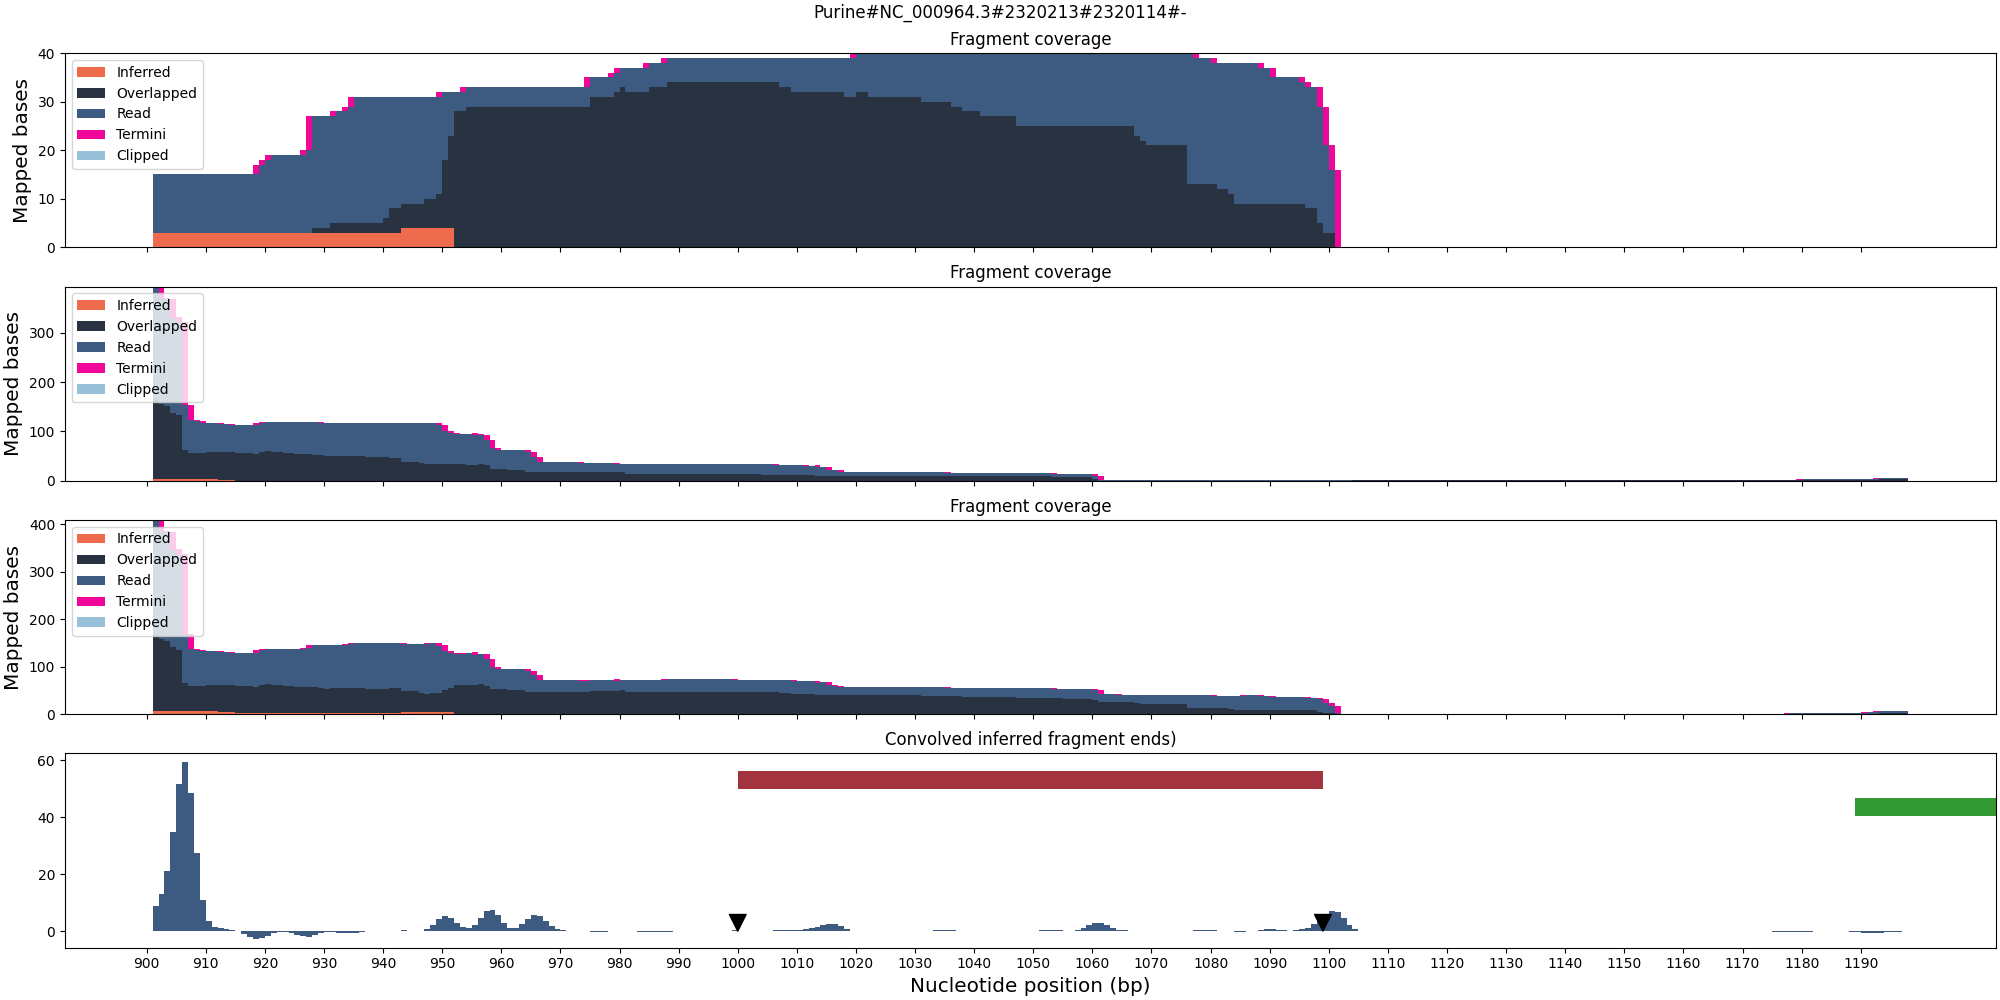 Purine#NC_000964.3#2320213#2320114#-
Fragment coverage
Mapped bases
40
30
20
10
0
Inferred
Overlapped
Read
Termini
Clipped
Fragment coverage
Mapped bases
300
200
100
0
Inferred
Overlapped
Read
Termini
Clipped
Fragment coverage
Mapped bases
400
300
200
100
0
Inferred
Overlapped
Read
Termini
Clipped
Convolved inferred fragment ends)
60
40
20
0
900 910 920 930 940 950 960 970 980 990 1000 1010 1020 1030 1040 1050 1060 1070 1080 1090 1100 1110 1120 1130 1140 1150 1160 1170 1180 1190
Nucleotide position (bp)